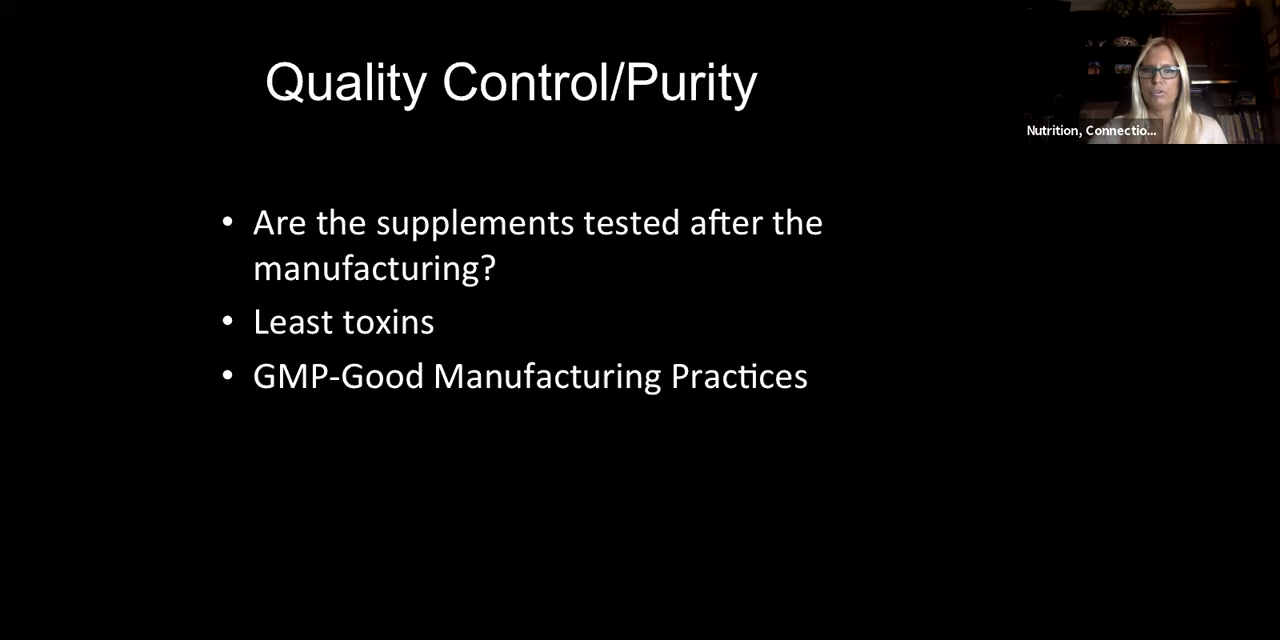 Quality Control/Purity
Nutrition, Connectio...
• Are the supplements tested after the
manufacturing?
• Least toxins
• GMP-Good Manufacturing Practices